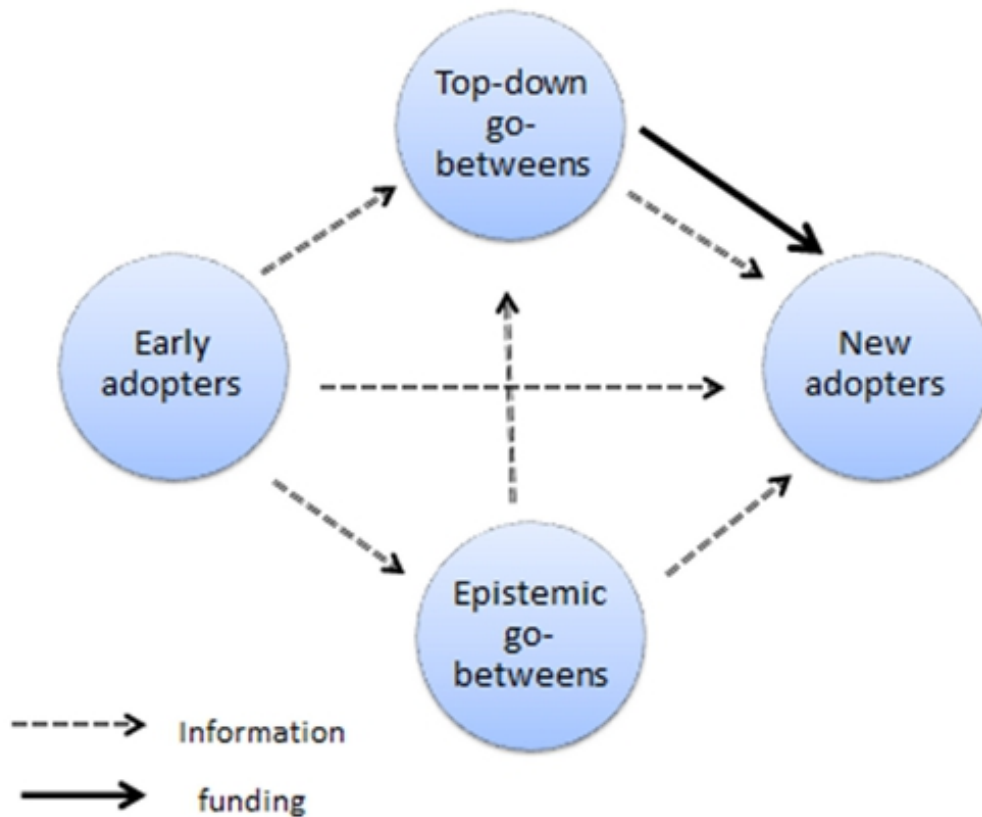 Top-down
go-
betweens
Early
adopters
New
adopters
Epistemic
go-
betweens
Information
funding